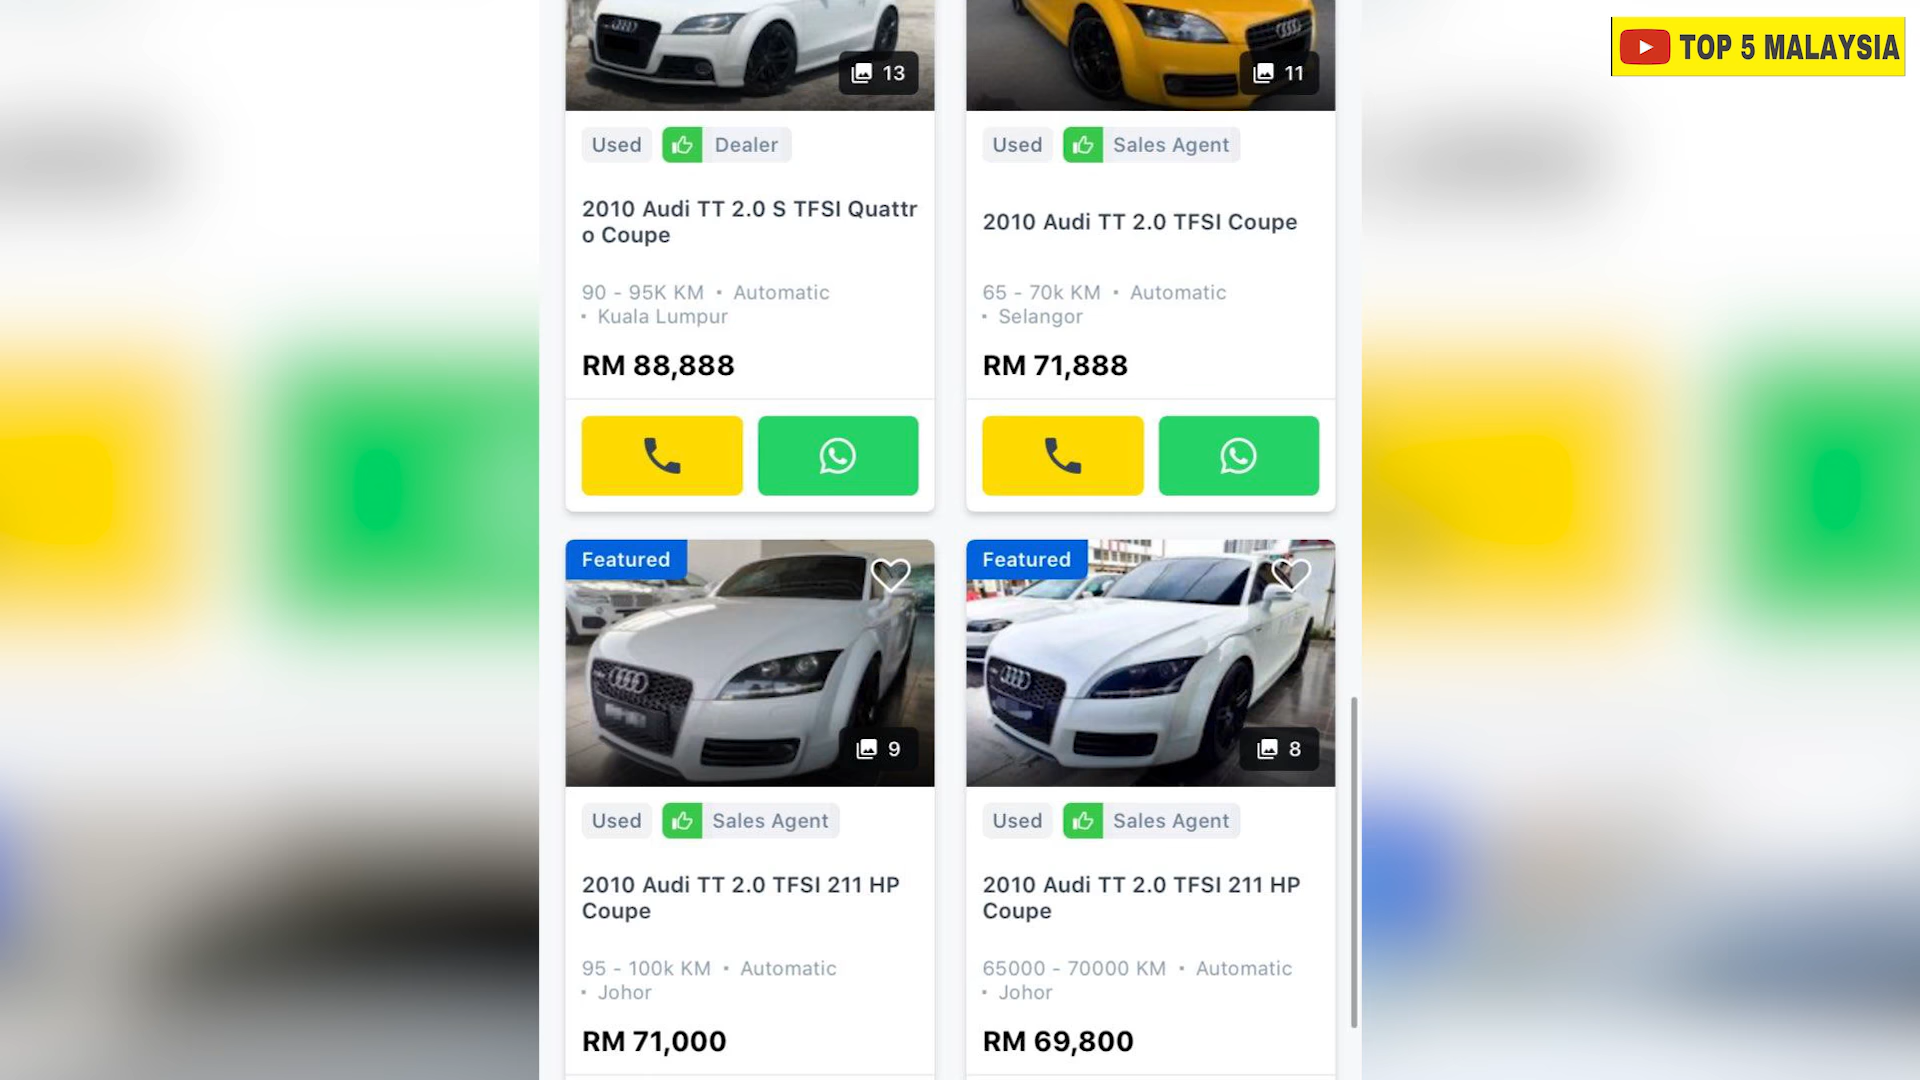 TOP 5 MALAYSIA
13
11
Used Dealer
Used Sales Agent
2010 Audi TT 2.0 S TFSI Quattr
o Coupe
2010 Audi TT 2.0 TFSI Coupe
90 - 95K KM • Automatic
• Kuala Lumpur
65 - 70k KM • Automatic
• Selangor
RM 88,888
RM 71,888
Featured
Featured
9
8
Used Sales Agent
Used Sales Agent
2010 Audi TT 2.0 TFSI 211 HP
Coupe
2010 Audi TT 2.0 TFSI 211 HP
Coupe
95 - 100k KM • Automatic
• Johor
65000 - 70000 KM • Automatic
• Johor
RM 71,000
RM 69,800